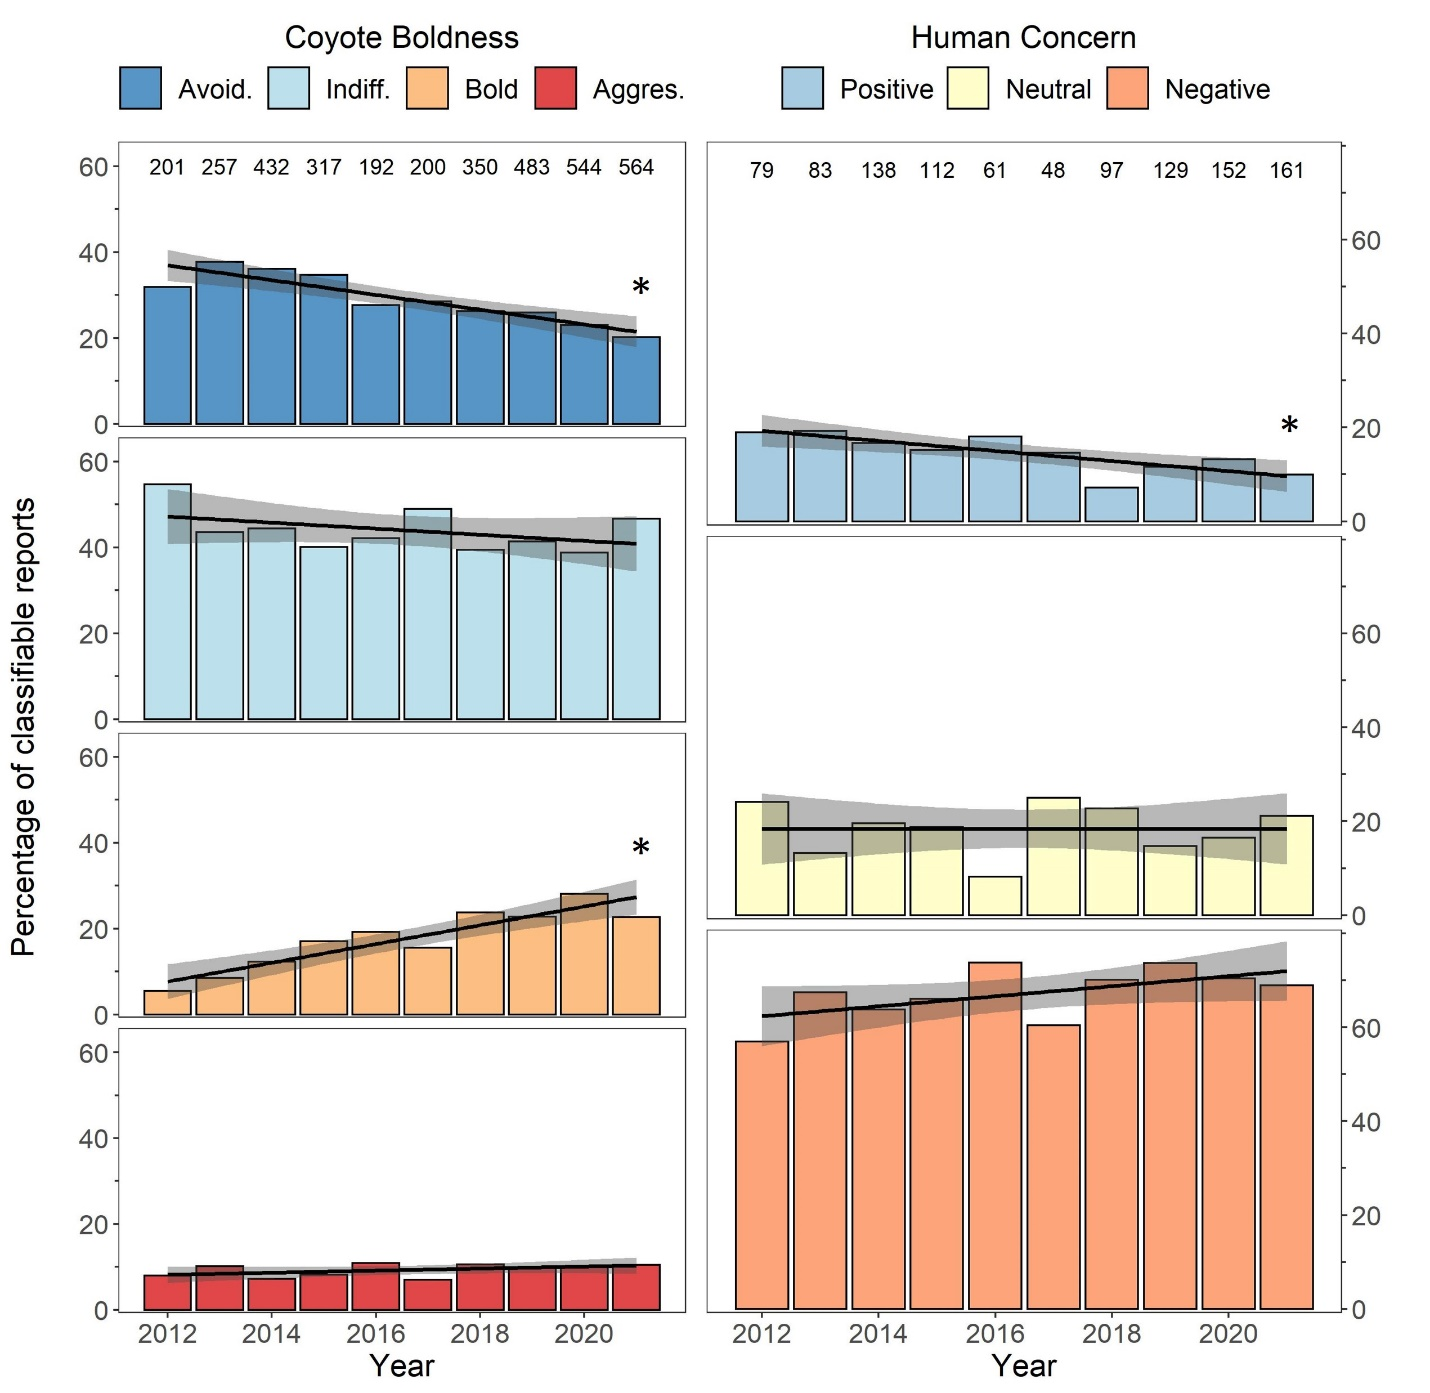 Coyote Boldness
Avoid. Indiff. Bold Aggres.
Human Concern
Positive Neutral Negative
Percentage of classifiable reports
201 257 432 317 192 200 350 483 544 564
60
40
20
0
*
60
40
20
0
60
40
20
0
*
60
40
20
0
2012 2014 2016 2018 2020
Year
79 83 138 112 61 48 97 129 152 161
60
40
20
0
*
60
40
20
0
60
40
20
0
2012 2014 2016 2018 2020
Year